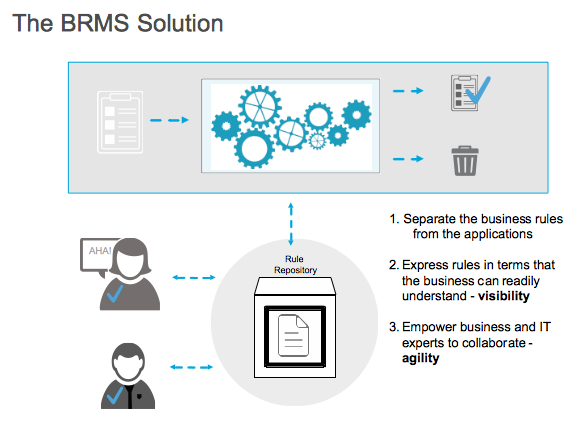 The BRMS Solution
AHA!
Rule
Repository
1. Separate the business rules
from the applications
2. Express rules in terms that
the business can readily
understand - visibility
3. Empower business and IT
experts to collaborate -
agility